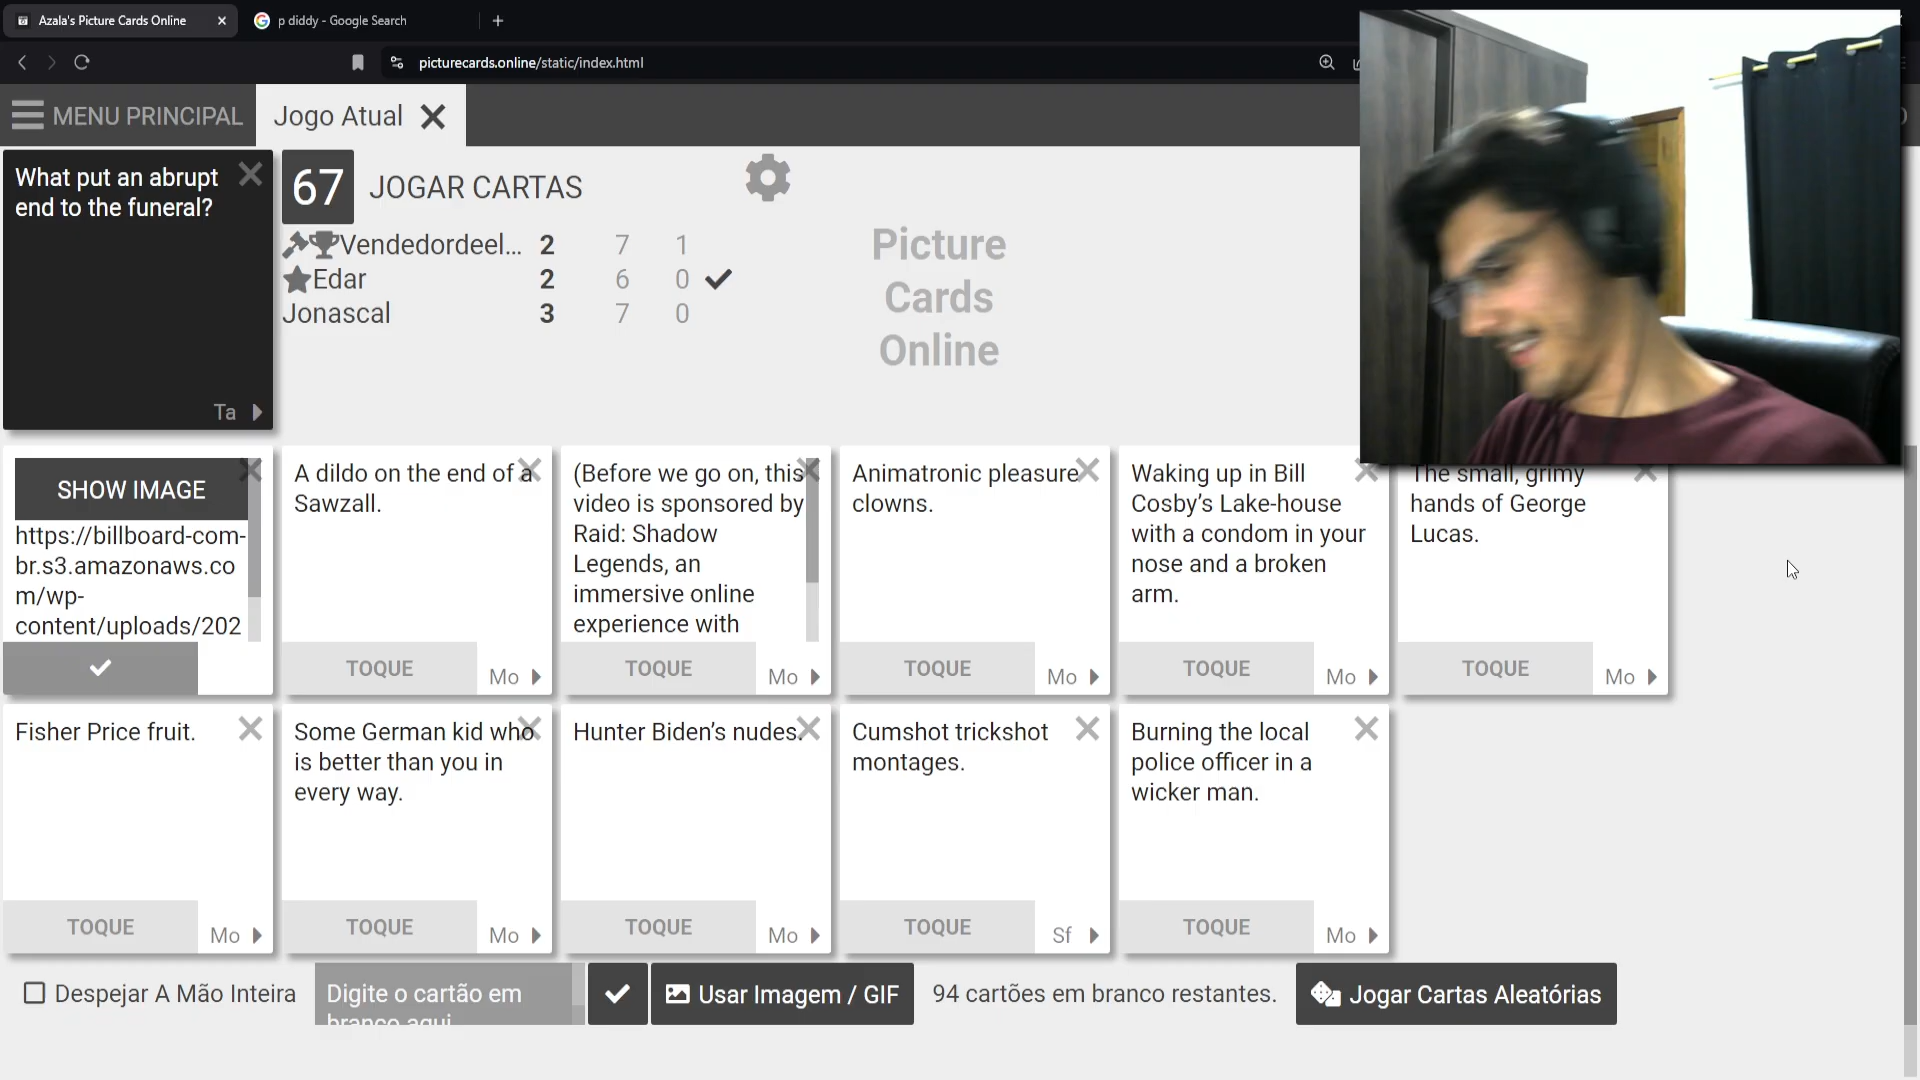 Azala's Picture Cards Online
p diddy - Google Search
picturecards.online/static/index.html
MENU PRINCIPAL
Jogo Atual
What put an abrupt
end to the funeral?
Ta
67
JOGAR CARTAS
Vendedordeel... 2 7 1
Edar 2 6 0
Jonascal 3 7 0
Picture
Cards
Online
SHOW IMAGE
https://billboard-com-
br.s3.amazonaws.co
m/wp-
content/uploads/202
A dildo on the end of a
Sawzall.
TOQUE
Mo
(Before we go on, this
video is sponsored by
Raid: Shadow
Legends, an
immersive online
experience with
TOQUE
Mo
Animatronic pleasure
clowns.
TOQUE
Mo
Waking up in Bill
Cosby's Lake-house
with a condom in your
nose and a broken
arm.
TOQUE
Mo
The small, grimy
hands of George
Lucas.
TOQUE
Mo
Fisher Price fruit.
TOQUE
Mo
Some German kid who
is better than you in
every way.
TOQUE
Mo
Hunter Biden's nudes.
TOQUE
Mo
Cumshot trickshot
montages.
TOQUE
Sf
Burning the local
police officer in a
wicker man.
TOQUE
Mo
Despejar A Mão Inteira
Digite o cartão em
branco aqui
Usar Imagem / GIF
94 cartões em branco restantes.
Jogar Cartas Aleatórias